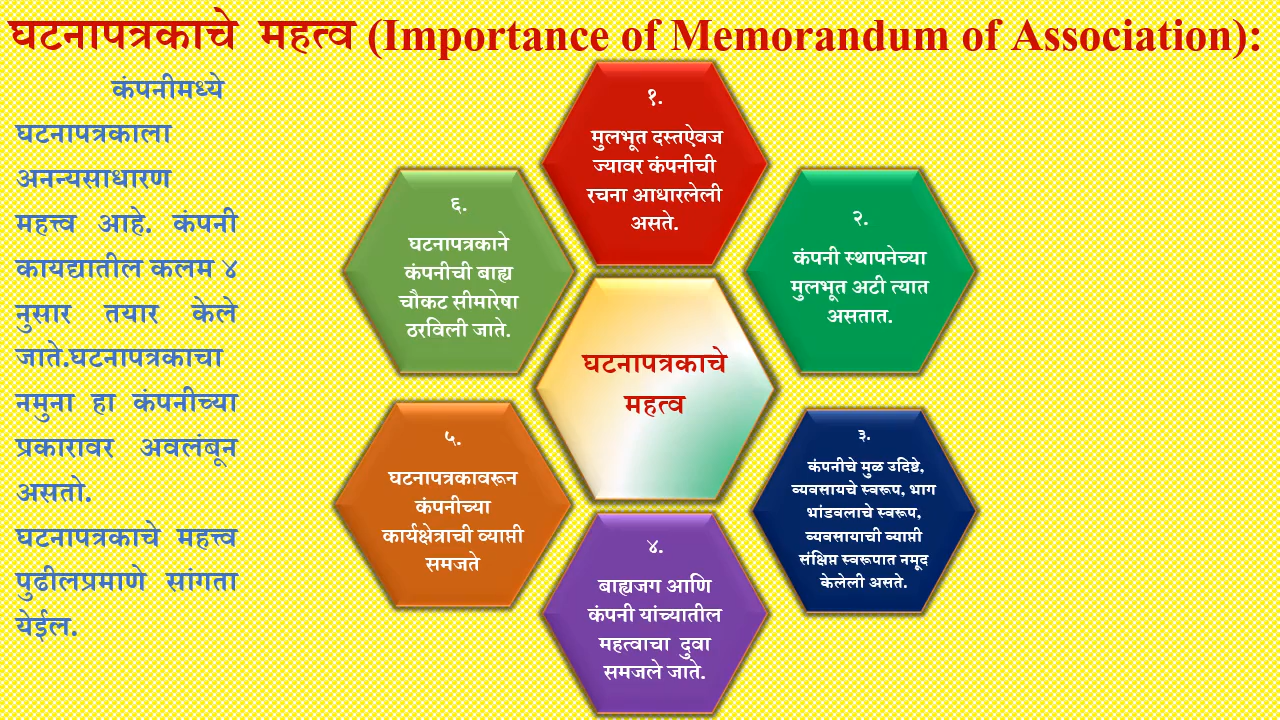 घटनापत्रकाचे महत्व (Importance of Memorandum of Association):
कंपनीमध्ये
घटनापत्रकाला
अनन्यसाधारण
महत्त्व आहे. कंपनी
कायद्यातील कलम ४
नुसार तयार केले
जाते.घटनापत्रकाचा
नमुना हा कंपनीच्या
प्रकारावर अवलंबून
असतो.
घटनापत्रकाचे महत्त्व
पुढीलप्रमाणे सांगता
येईल.
१.
मुलभूत दस्तऐवज
ज्यावर कंपनीची
रचना आधारलेली
असते.
२.
कंपनी स्थापनेच्या
मुलभूत अटी त्यात
असतात.
३.
कंपनीचे मुळ उदिष्टे,
व्यवसायचे स्वरूप, भाग
भांडवलाचे स्वरूप,
व्यवसायाची व्याप्ती
संक्षिप्त स्वरूपात नमूद
केलेली असते.
४.
बाह्यजग आणि
कंपनी यांच्यातील
महत्वाचा दुवा
समजले जाते.
५.
घटनापत्रकावरून
कंपनीच्या
कार्यक्षेत्राची व्याप्ती
समजते
६.
घटनापत्रकाने
कंपनीची बाह्य
चौकट सीमारेषा
ठरविली जाते.
घटनापत्रकाचे
महत्व